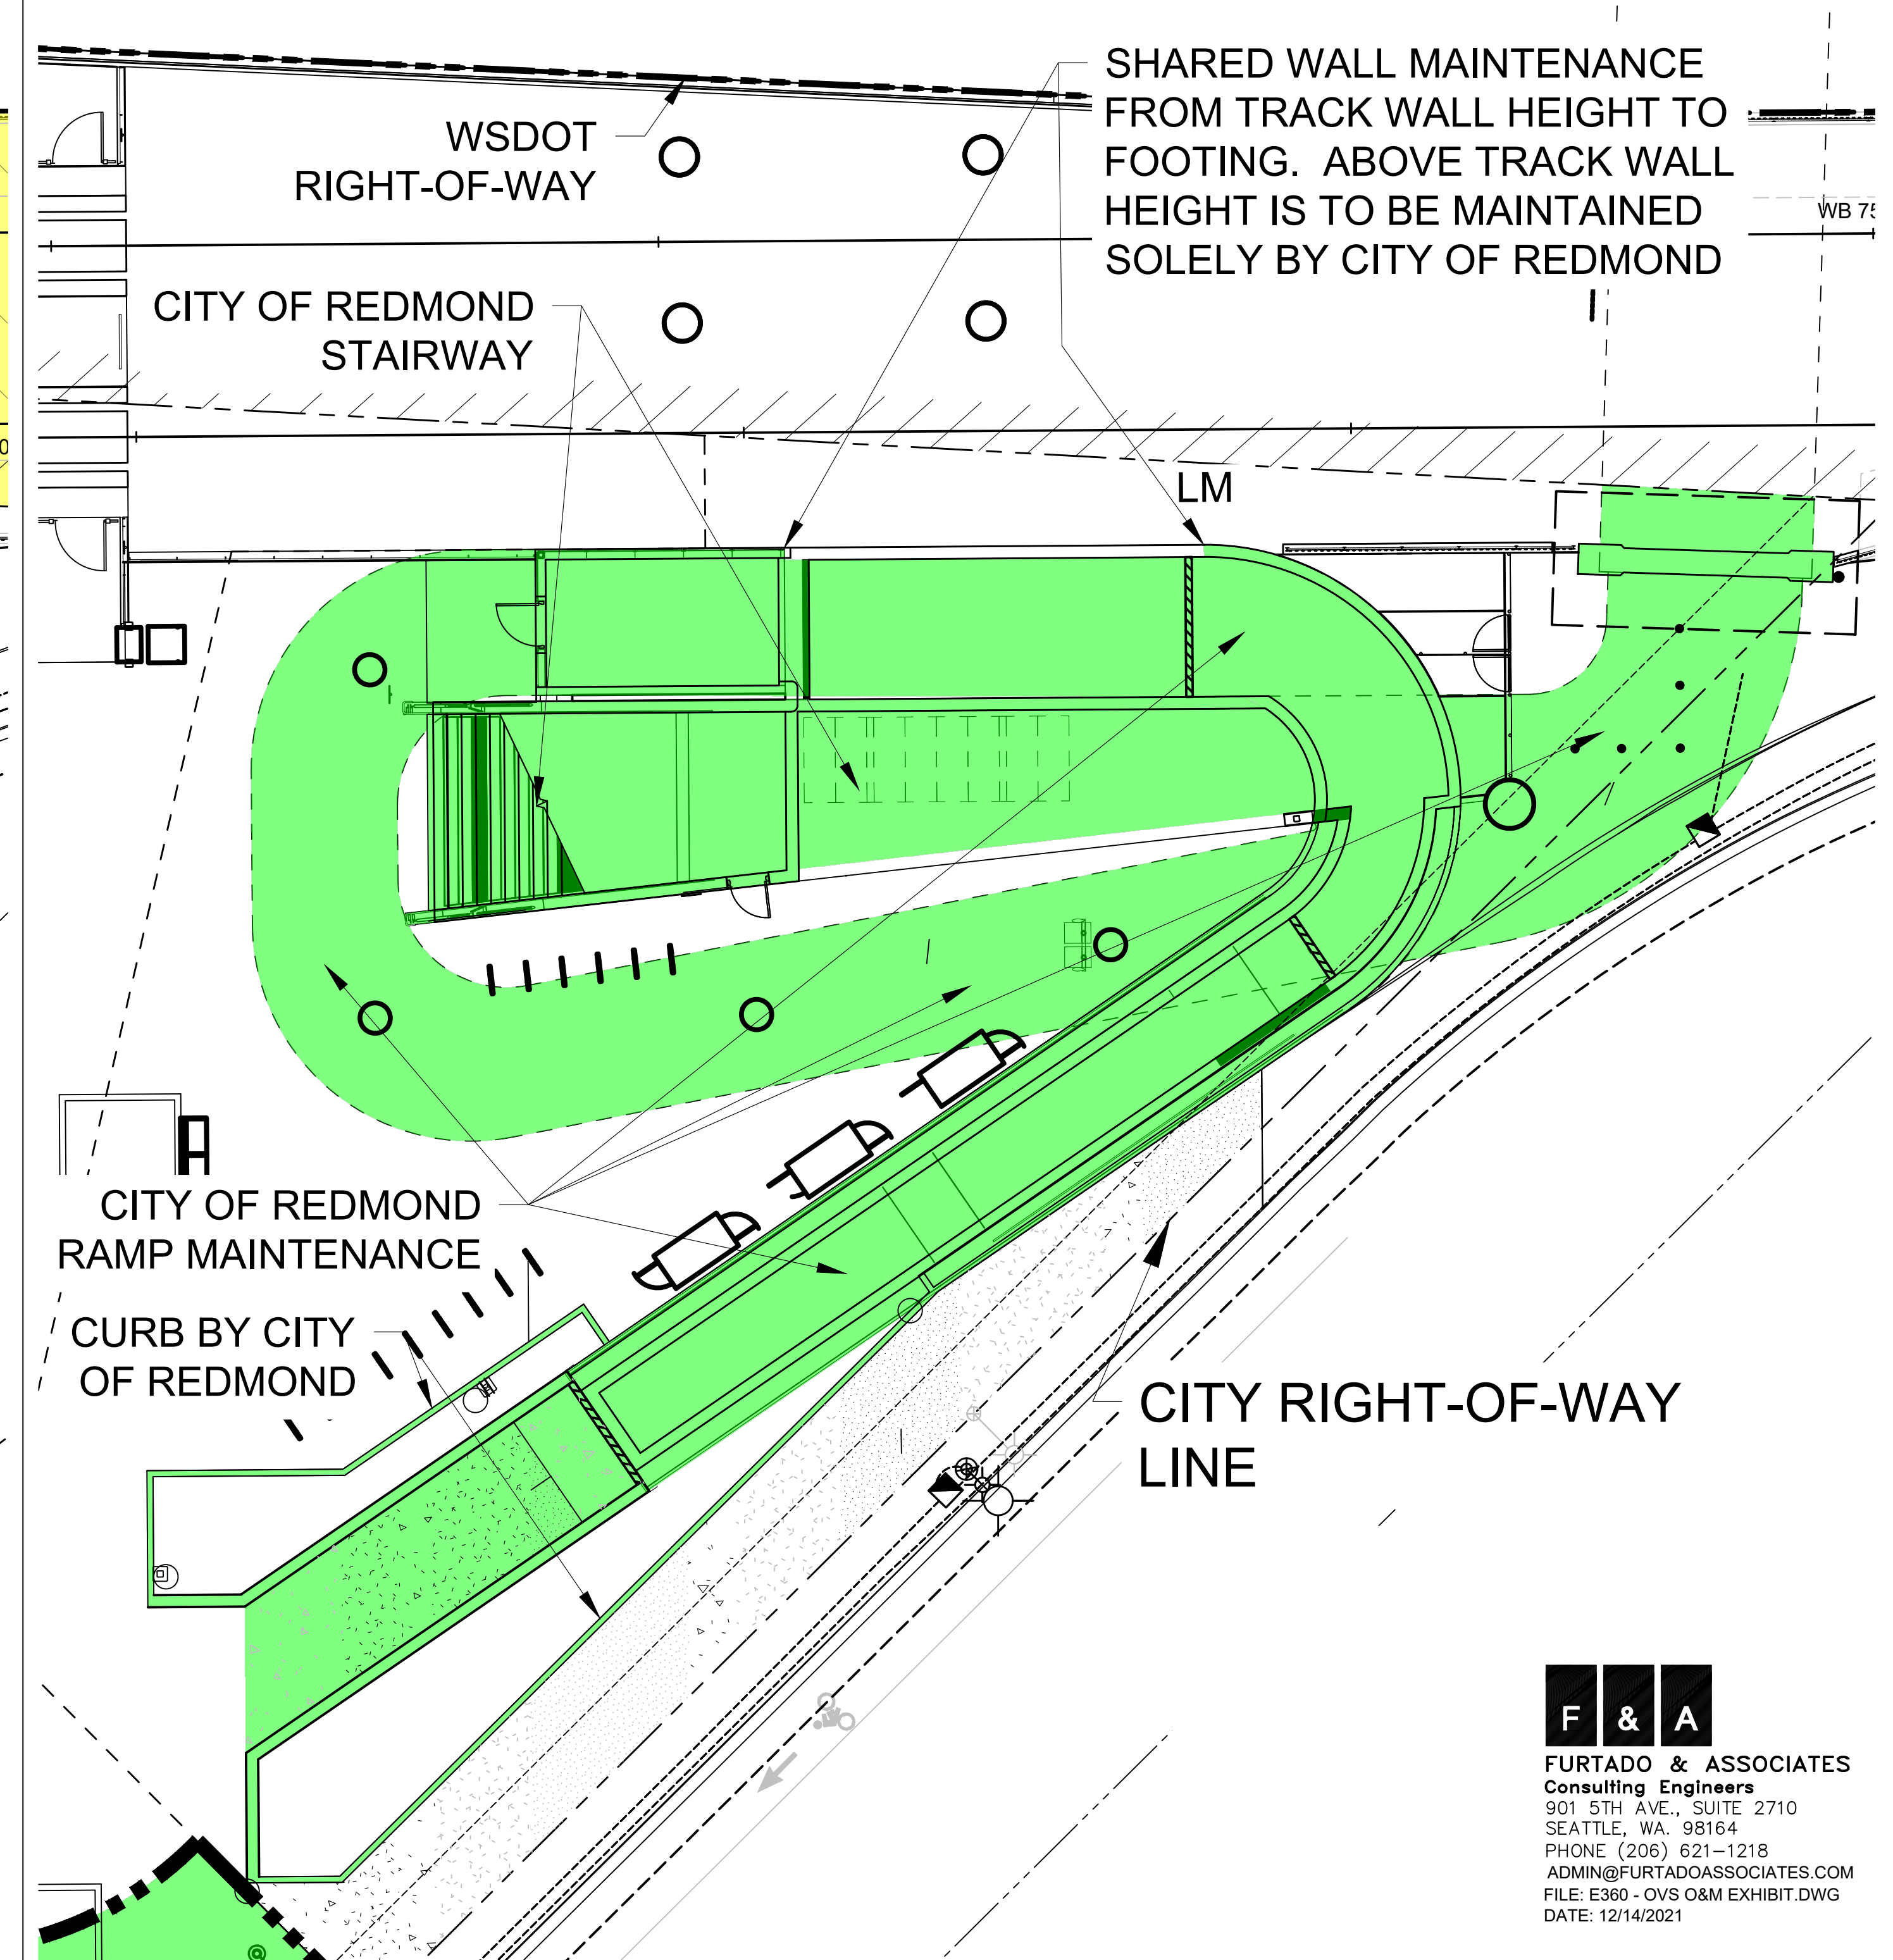 SHARED WALL MAINTENANCE
FROM TRACK WALL HEIGHT TO
FOOTING. ABOVE TRACK WALL
HEIGHT IS TO BE MAINTAINED
SOLELY BY CITY OF REDMOND
WSDOT
RIGHT-OF-WAY
WB 75
CITY OF REDMOND
STAIRWAY
LM
CITY OF REDMOND
RAMP MAINTENANCE
CURB BY CITY
OF REDMOND
CITY RIGHT-OF-WAY
LINE
F & A
FURTADO & ASSOCIATES
Consulting Engineers
901 5TH AVE., SUITE 2710
SEATTLE, WA. 98164
PHONE (206) 621-1218
ADMIN@FURTADOASSOCIATES.COM
FILE: E360 - OVS O&M EXHIBIT.DWG
DATE: 12/14/2021